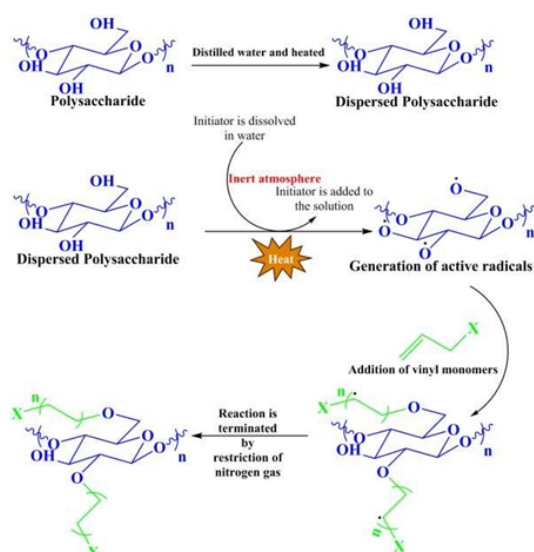 OH
O
O
OH
OH
n
Polysaccharide
Distilled water and heated
OH
O
O
OH
OH
n
Dispersed Polysaccharide
Initiator is dissolved
in water
Inert atmosphere
Initiator is added to
the solution
Heat
OH
O
O
OH
OH
n
Dispersed Polysaccharide
O
O
O
O
O
n
Generation of active radicals
X
Addition of vinyl monomers
X
n
O
O
O
OH
O
n
n
X
Reaction is
terminated
by
restriction of
nitrogen gas
X
n
O
O
O
OH
O
n
X